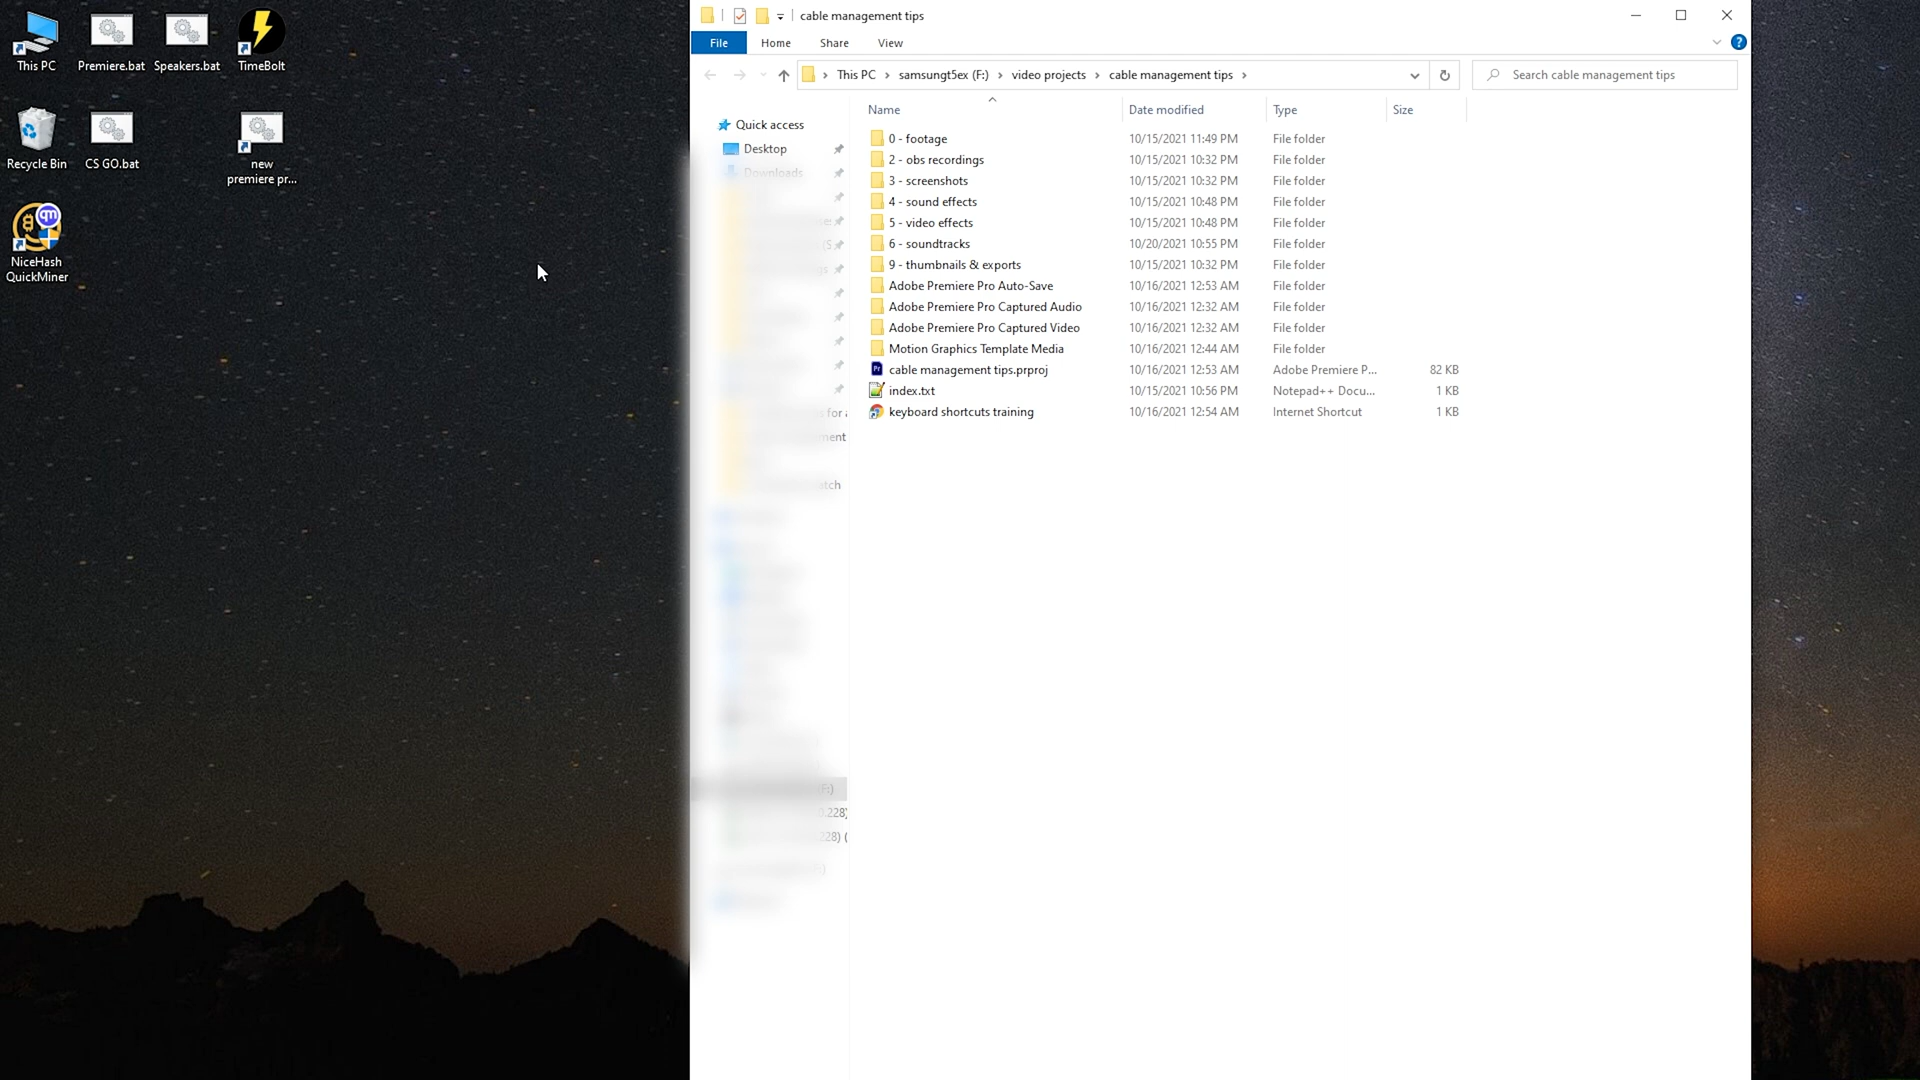 This PC
Premiere.bat
Speakers.bat
TimeBolt
Recycle Bin
CS GO.bat
new
premiere pr...
NiceHash
QuickMiner
cable management tips
File
Home
Share
View
This PC
samsungt5ex (F:)
video projects
cable management tips
Search cable management tips
Quick access
Desktop
Downloads
Name
Date modified
Type
Size
0 - footage 10/15/2021 11:49 PM File folder
2 - obs recordings 10/15/2021 10:32 PM File folder
3 - screenshots 10/15/2021 10:32 PM File folder
4 - sound effects 10/15/2021 10:48 PM File folder
5 - video effects 10/15/2021 10:48 PM File folder
6 - soundtracks 10/20/2021 10:55 PM File folder
9 - thumbnails & exports 10/15/2021 10:32 PM File folder
Adobe Premiere Pro Auto-Save 10/16/2021 12:53 AM File folder
Adobe Premiere Pro Captured Audio 10/16/2021 12:32 AM File folder
Adobe Premiere Pro Captured Video 10/16/2021 12:32 AM File folder
Motion Graphics Template Media 10/16/2021 12:44 AM File folder
cable management tips.prproj 10/16/2021 12:53 AM Adobe Premiere P... 82 KB
index.txt 10/15/2021 10:56 PM Notepad++ Docu... 1 KB
keyboard shortcuts training 10/16/2021 12:54 AM Internet Shortcut 1 KB